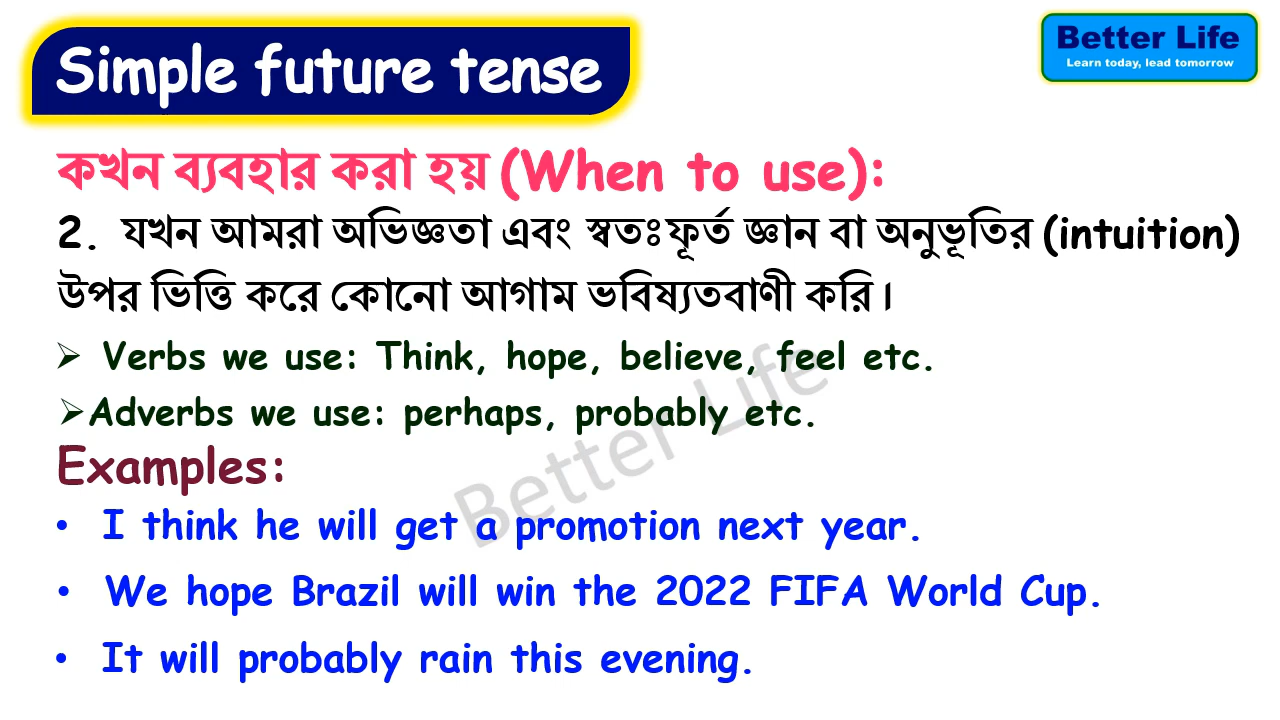 Simple future tense
Better Life
Learn today, lead tomorrow
কখন ব্যবহার করা হয় (When to use):
2. যখন আমরা অভিজ্ঞতা এবং স্বতঃফূর্ত জ্ঞান বা অনুভূতির (intuition)
উপর ভিত্তি করে কোনো আগাম ভবিষ্যতবাণী করি।
➢ Verbs we use: Think, hope, believe, feel etc.
➢Adverbs we use: perhaps, probably etc.
Better Life
Examples:
• I think he will get a promotion next year.
• We hope Brazil will win the 2022 FIFA World Cup.
• It will probably rain this evening.